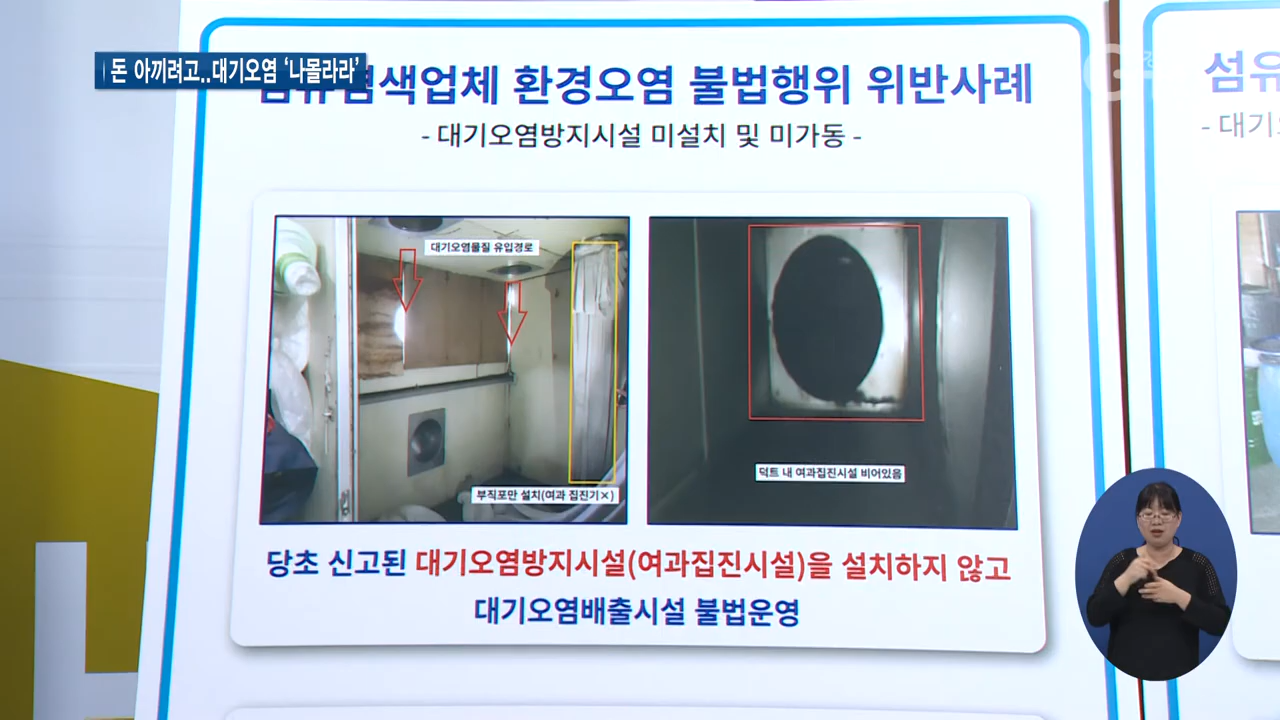 돈 아끼려고..대기오염 '나몰라라'
염색업체 환경오염 불법행위 위반사례
섬유
- 대기오염방지시설 미설치 및 미가동 -
- 대기
대기오염물질 유입경로
부직포만 설치(여과 집진기×)
덕트 내 여과집진시설 비어있음
당초 신고된 대기오염방지시설(여과집진시설)을 설치하지 않고
대기오염배출시설 불법운영